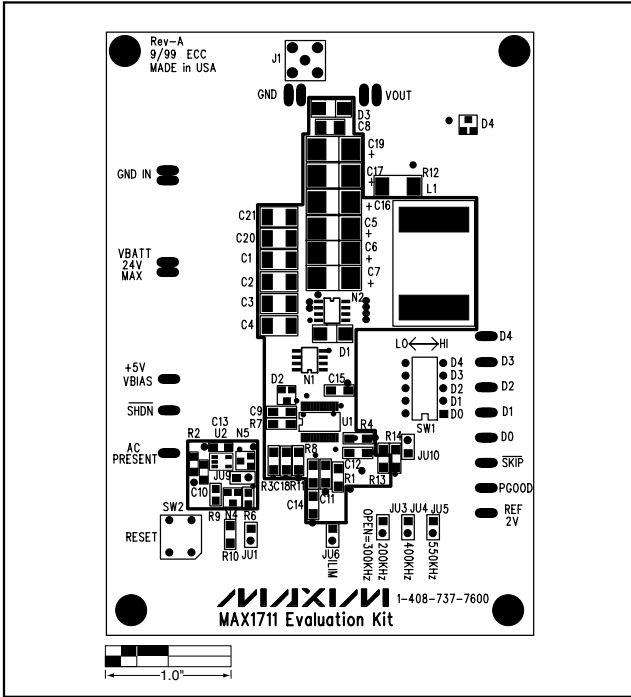 Rev-A
9/99 ECC
MADE in USA
J1
GND
VOUT
D3
C8
D4
C19
+
GND IN
C17
+
R12
L1
+
C16
C21
C20
C5
+
VBATT
24V
MAX
C1
C6
+
C2
C7
+
C3
N2
C4
D1
LO
HI
D4
D3
D2
D1
D0
SW1
D4
D3
D2
D1
D0
SKIP
PGOOD
REF
2V
+5V
VBIAS
SHDN
AC
PRESENT
N1
D2
C15
C9
R7
U1
R4
R14
JU10
R2
C13
U2
N5
JU9
C10
R8
C12
R3
C18
R11
C11
R1
R13
C14
SW2
RESET
R9
N4
R6
R10
JU1
JU6
ILIM
JU3
JU4
JU5
OPEN=300KHz
200KHz
400KHz
550KHz
MAXIM
1-408-737-7600
MAX1711 Evaluation Kit
1.0"